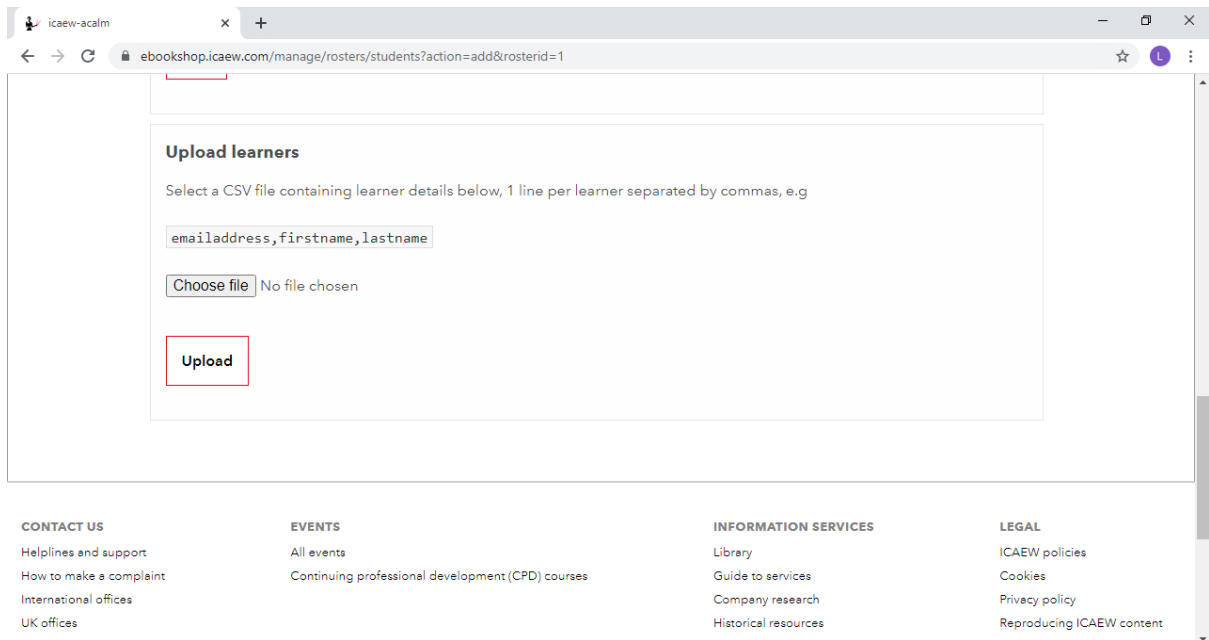 icaew-acalm
ebookshop.icaew.com/manage/rosters/students?action=add&rosterid=1
L
Upload learners
Select a CSV file containing learner details below, 1 line per learner separated by commas, e.g
emailaddress,firstname,lastname
Choose file No file chosen
Upload
CONTACT US
Helplines and support
How to make a complaint
International offices
UK offices
EVENTS
All events
Continuing professional development (CPD) courses
INFORMATION SERVICES
Library
Guide to services
Company research
Historical resources
LEGAL
ICAEW policies
Cookies
Privacy policy
Reproducing ICAEW content